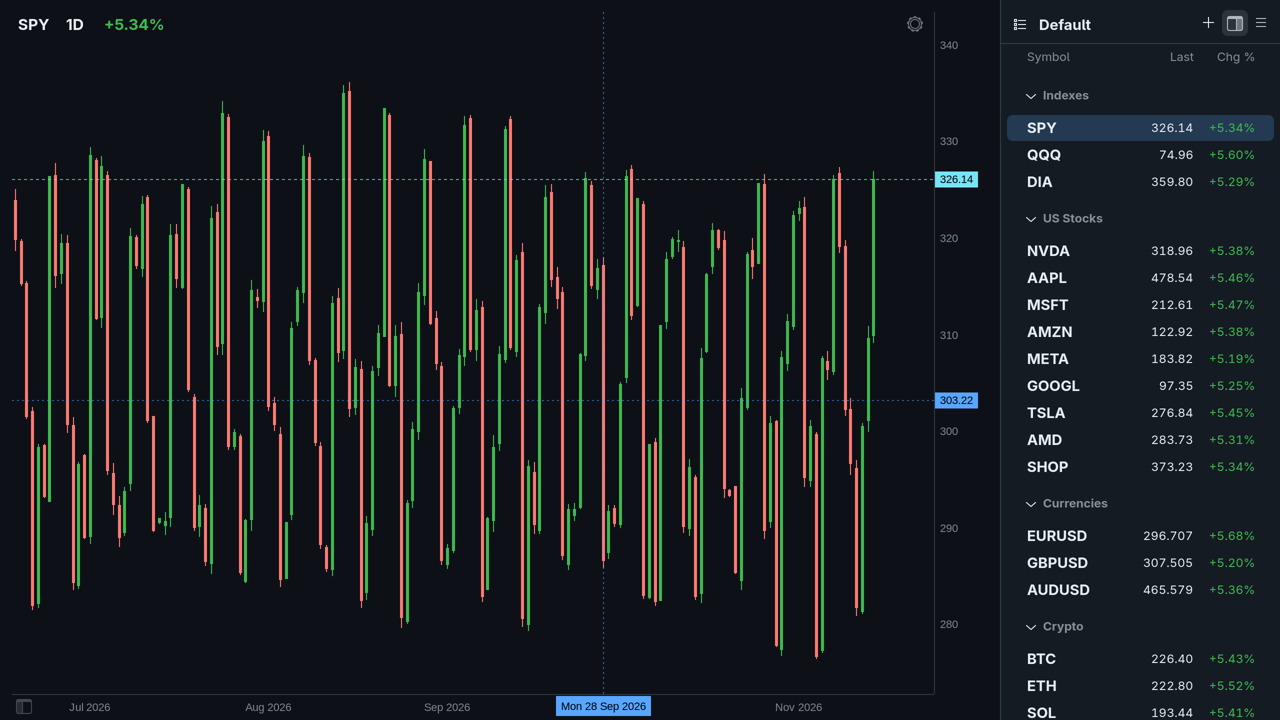 SPY 1D +5.34%
340
330
326.14
320
310
303.22
300
290
280
Jul 2026 Aug 2026 Sep 2026 Mon 28 Sep 2026 Nov 2026
Default
Symbol Last Chg %
Indexes
SPY 326.14 +5.34%
QQQ 74.96 +5.60%
DIA 359.80 +5.29%
US Stocks
NVDA 318.96 +5.38%
AAPL 478.54 +5.46%
MSFT 212.61 +5.47%
AMZN 122.92 +5.38%
META 183.82 +5.19%
GOOGL 97.35 +5.25%
TSLA 276.84 +5.45%
AMD 283.73 +5.31%
SHOP 373.23 +5.34%
Currencies
EURUSD 296.707 +5.68%
GBPUSD 307.505 +5.20%
AUDUSD 465.579 +5.36%
Crypto
BTC 226.40 +5.43%
ETH 222.80 +5.52%
SOL 193.44 +5.41%